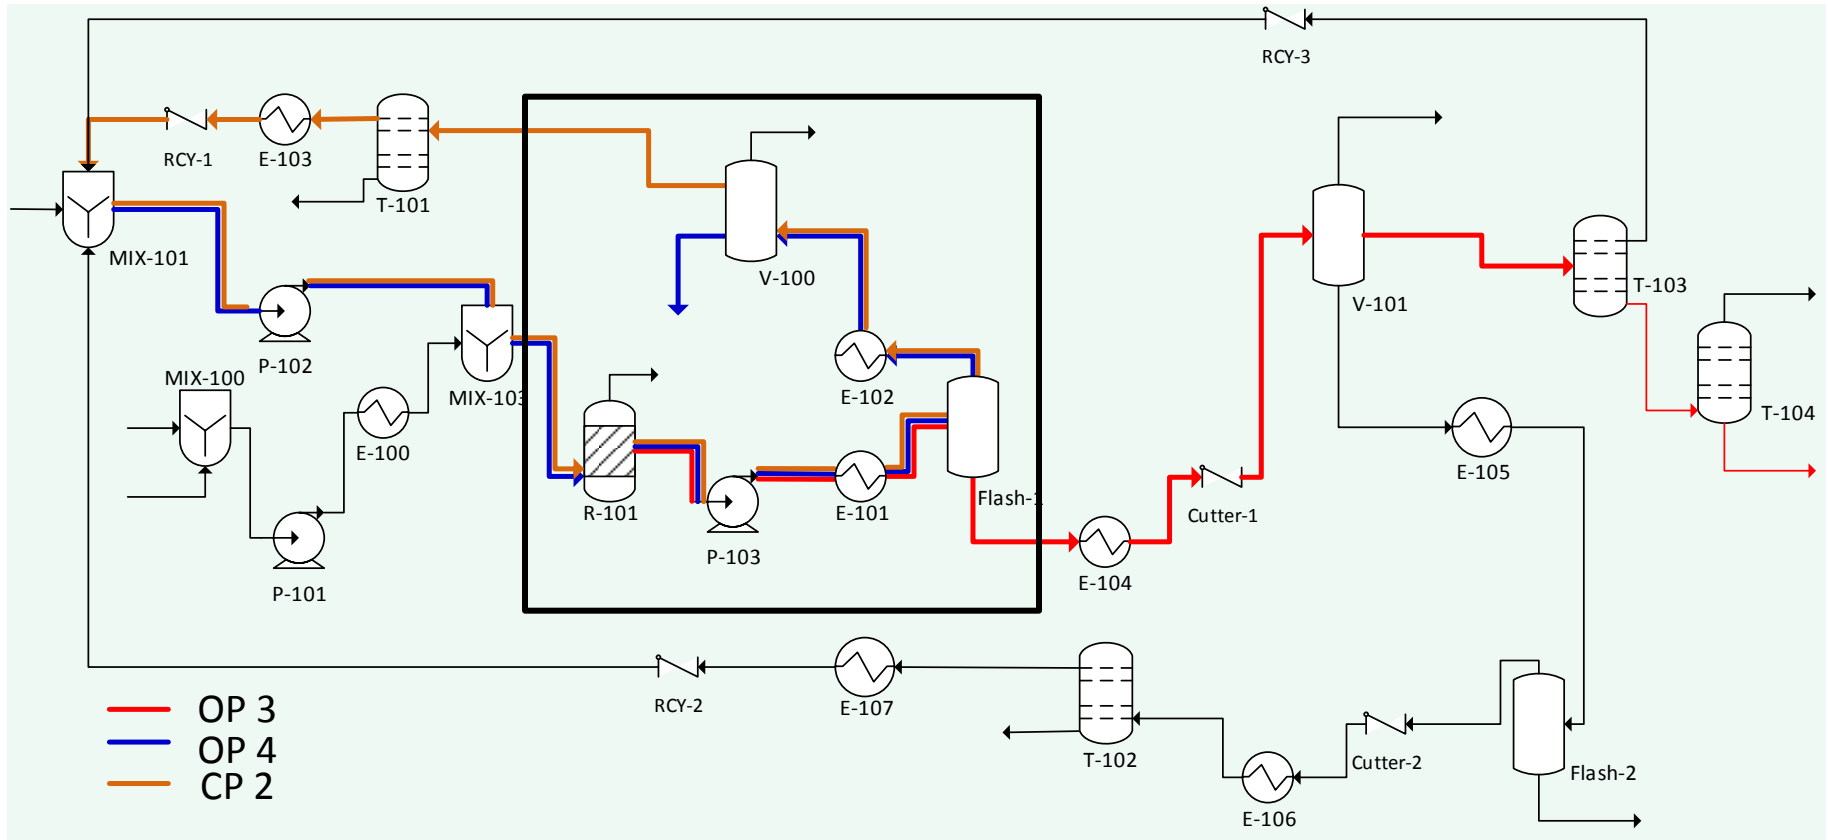 RCY-3
RCY-1
E-103
T-101
MIX-101
V-100
T-103
V-101
P-102
MIX-100
MIX-103
E-102
T-104
E-100
E-105
Flash-1
R-101
E-101
Cutter-1
P-103
E-104
P-101
OP 3
RCY-2
E-107
OP 4
T-102
Cutter-2
Flash-2
CP 2
E-106